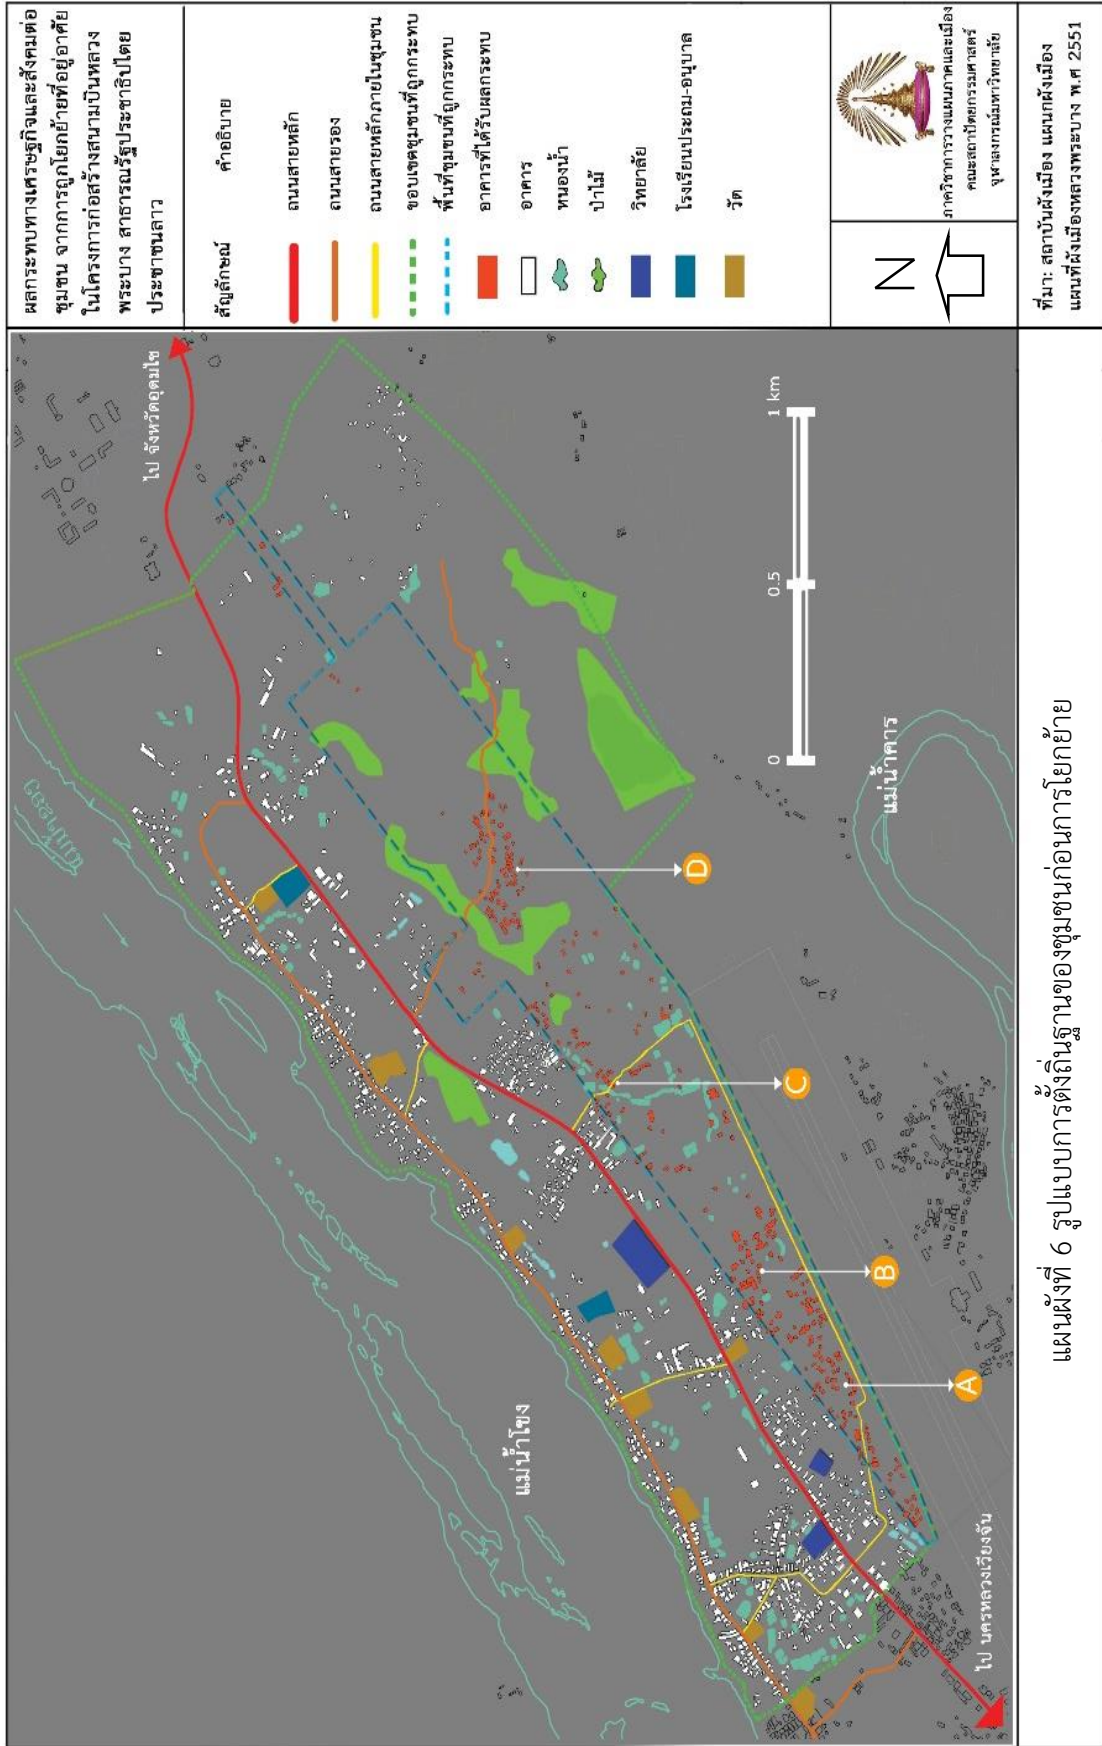 ผลกระทบทางเศรษฐกิจและสังคมต่อ
ชุมชน จากการถูกโยกย้ายที่อยู่อาศัย
ในโครงการก่อสร้างสนามบินหลวง
พระบาง สาธารณรัฐประชาธิปไตย
ประชาชนลาว
สัญลักษณ์ คำอธิบาย
ถนนสายหลัก
ถนนสายรอง
ถนนสายหลักภายในชุมชน
ขอบเขตชุมชนที่ถูกกระทบ
พื้นที่ชุมชนที่ถูกกระทบ
อาคารที่ได้รับผลกระทบ
อาคาร
หนองน้ำ
ป่าไม้
วิทยาลัย
โรงเรียนประถม-อนุบาล
วัด
N
ภาควิชาการวางแผนภาคและเมือง
คณะสถาปัตยกรรมศาสตร์
จุฬาลงกรณ์มหาวิทยาลัย
ที่มา: สถาบันผังเมือง แผนกผังเมือง
แผนที่ผังเมืองหลวงพระบาง พ.ศ 2551
ไป จังหวัดอุดมไซ
แม่น้ำโขง
แม่น้ำคาร
0 0.5 1 km
A
B
C
D
ไป นครหลวงเวียงจัน
แผนผังที่ 6 รูปแบบการตั้งถิ่นฐานของชุมชนก่อนการโยกย้าย